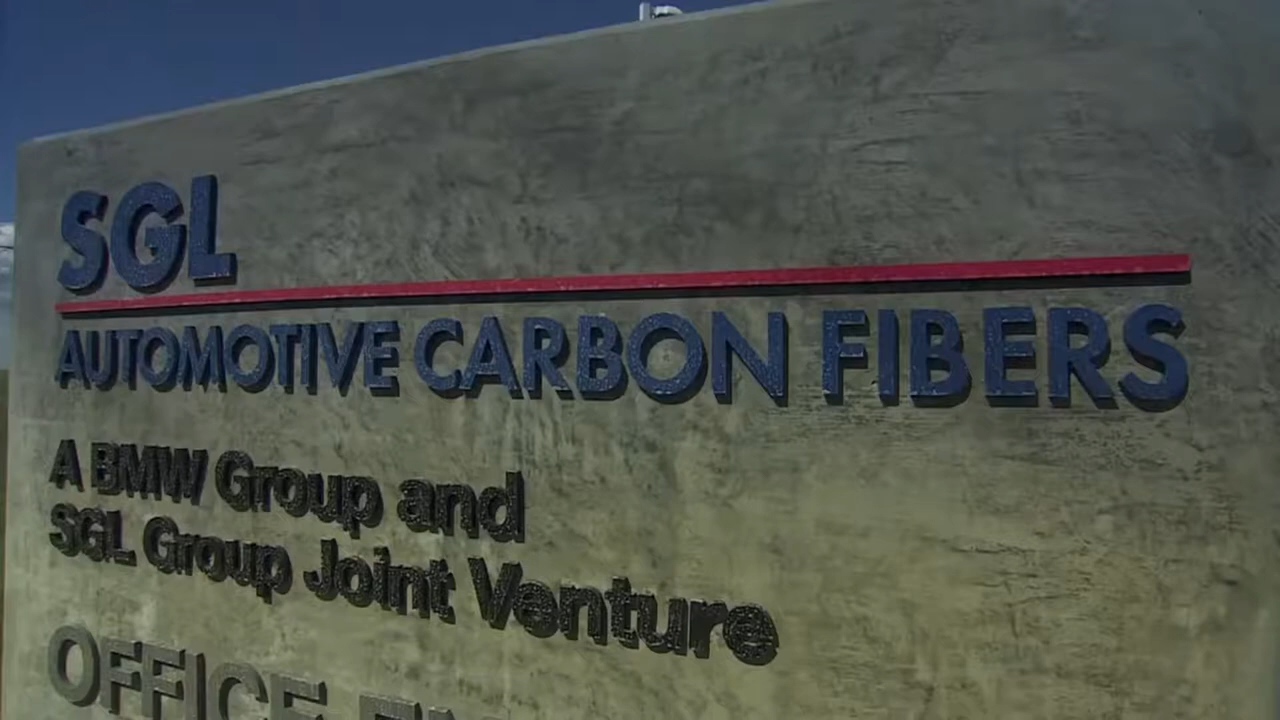 SGL
AUTOMOTIVE CARBON FIBERS
A BMW Group and
SGL Group Joint Venture
OFFICE